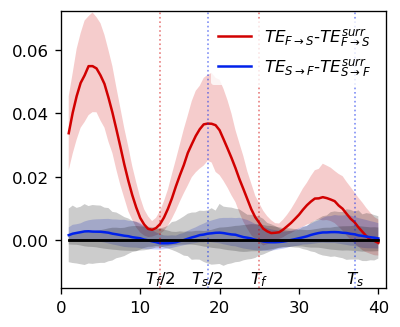 0.06
0.04
0.02
0.00
TE_{F→S}-TE^{surr}_{F→S}
TE_{S→F}-TE^{surr}_{S→F}
T_f/2 T_s/2 T_f T_s
0 10 20 30 40